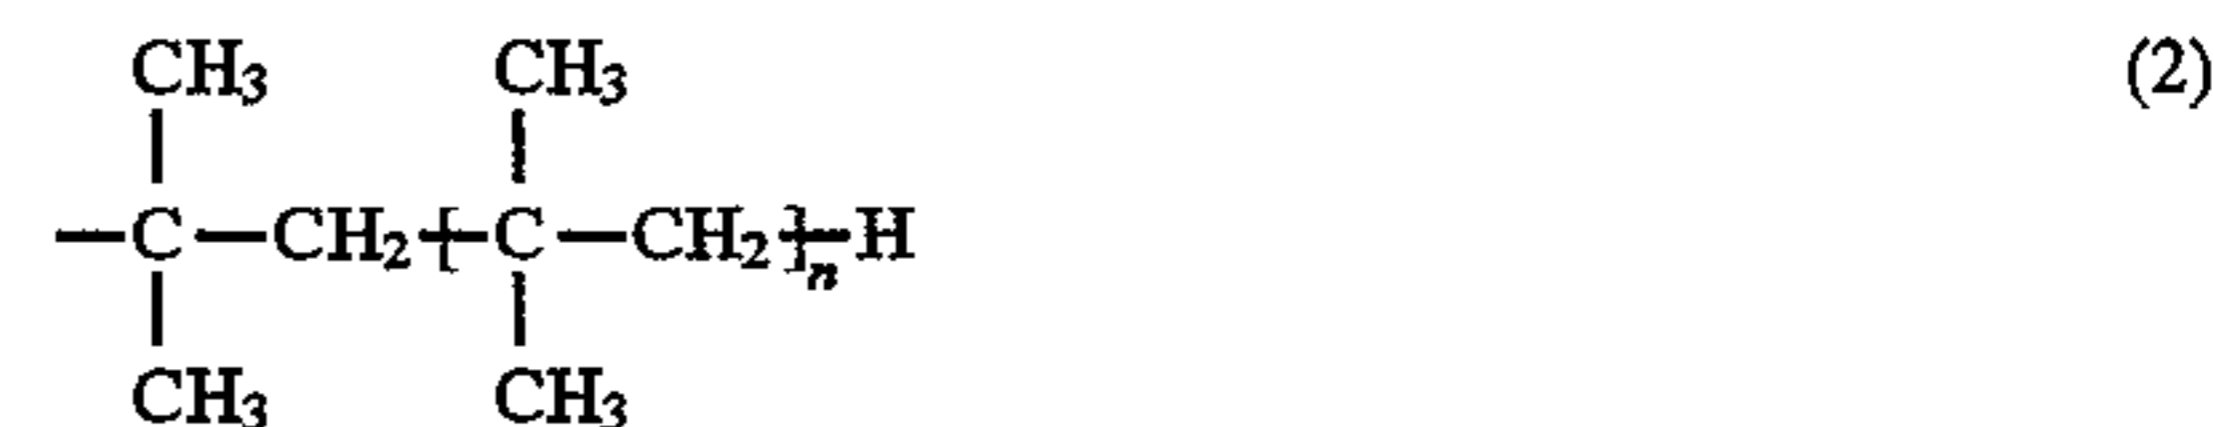 CH3 CH3 (2)
—C—CH2—[C—CH2]n—H
CH3 CH3